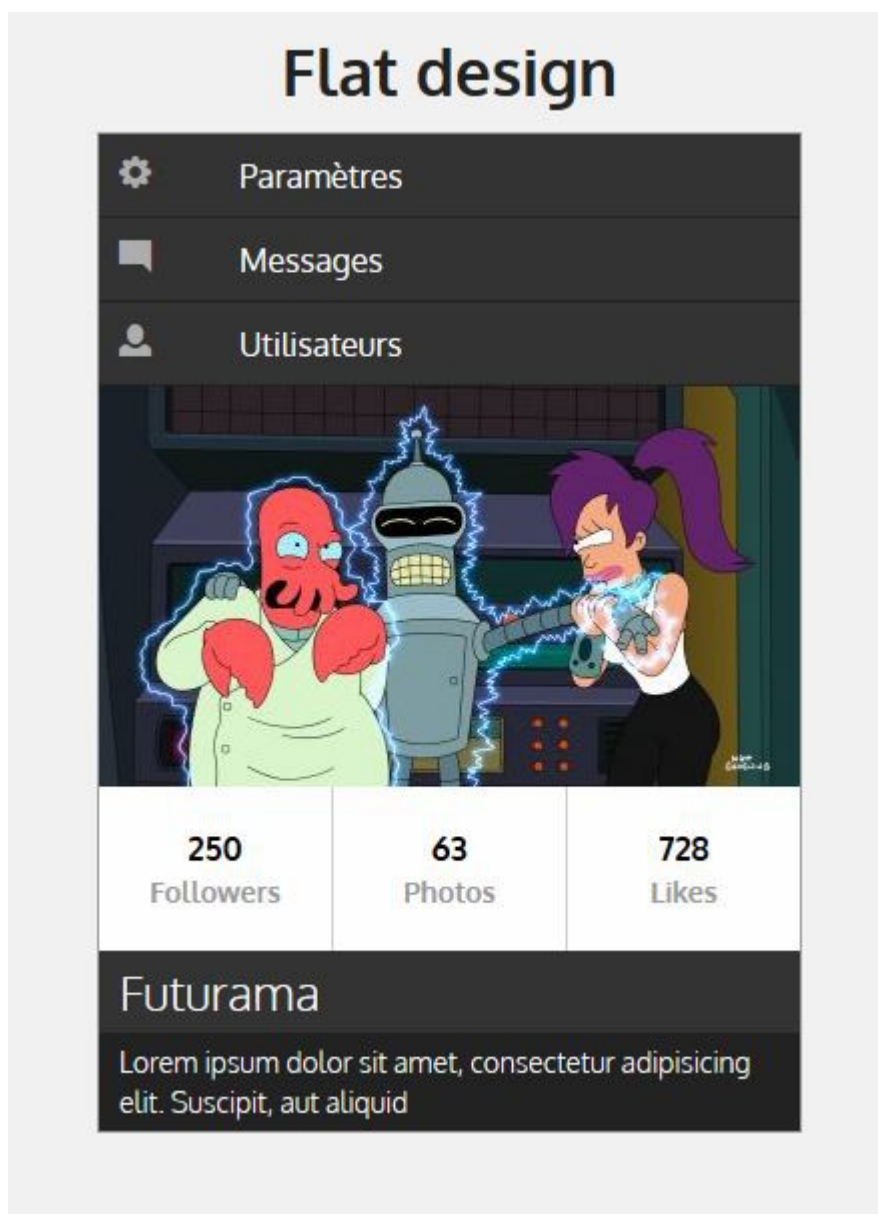 Flat design
Paramètres
Messages
Utilisateurs
250
Followers
63
Photos
728
Likes
Futurama
Lorem ipsum dolor sit amet, consectetur adipisicing
elit. Suscipit, aut aliquid